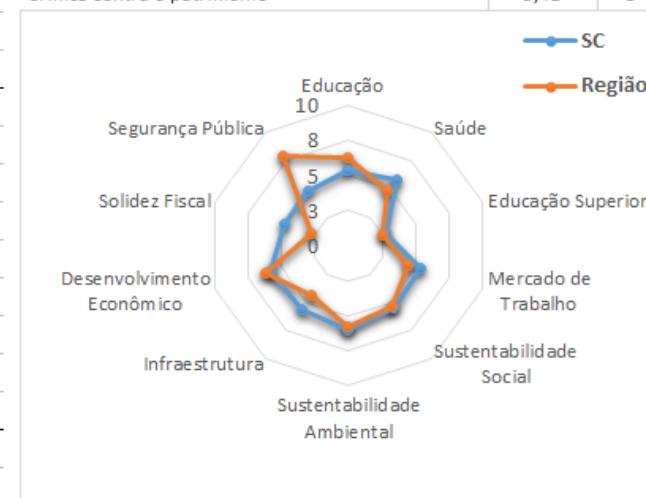 SC
Região
Educação
10
Segurança Pública
Saúde
8
5
Solidez Fiscal
Educação Superior
3
0
Desenvolvimento
Econômico
Mercado de
Trabalho
Infraestrutura
Sustentabilidade
Social
Sustentabilidade
Ambiental